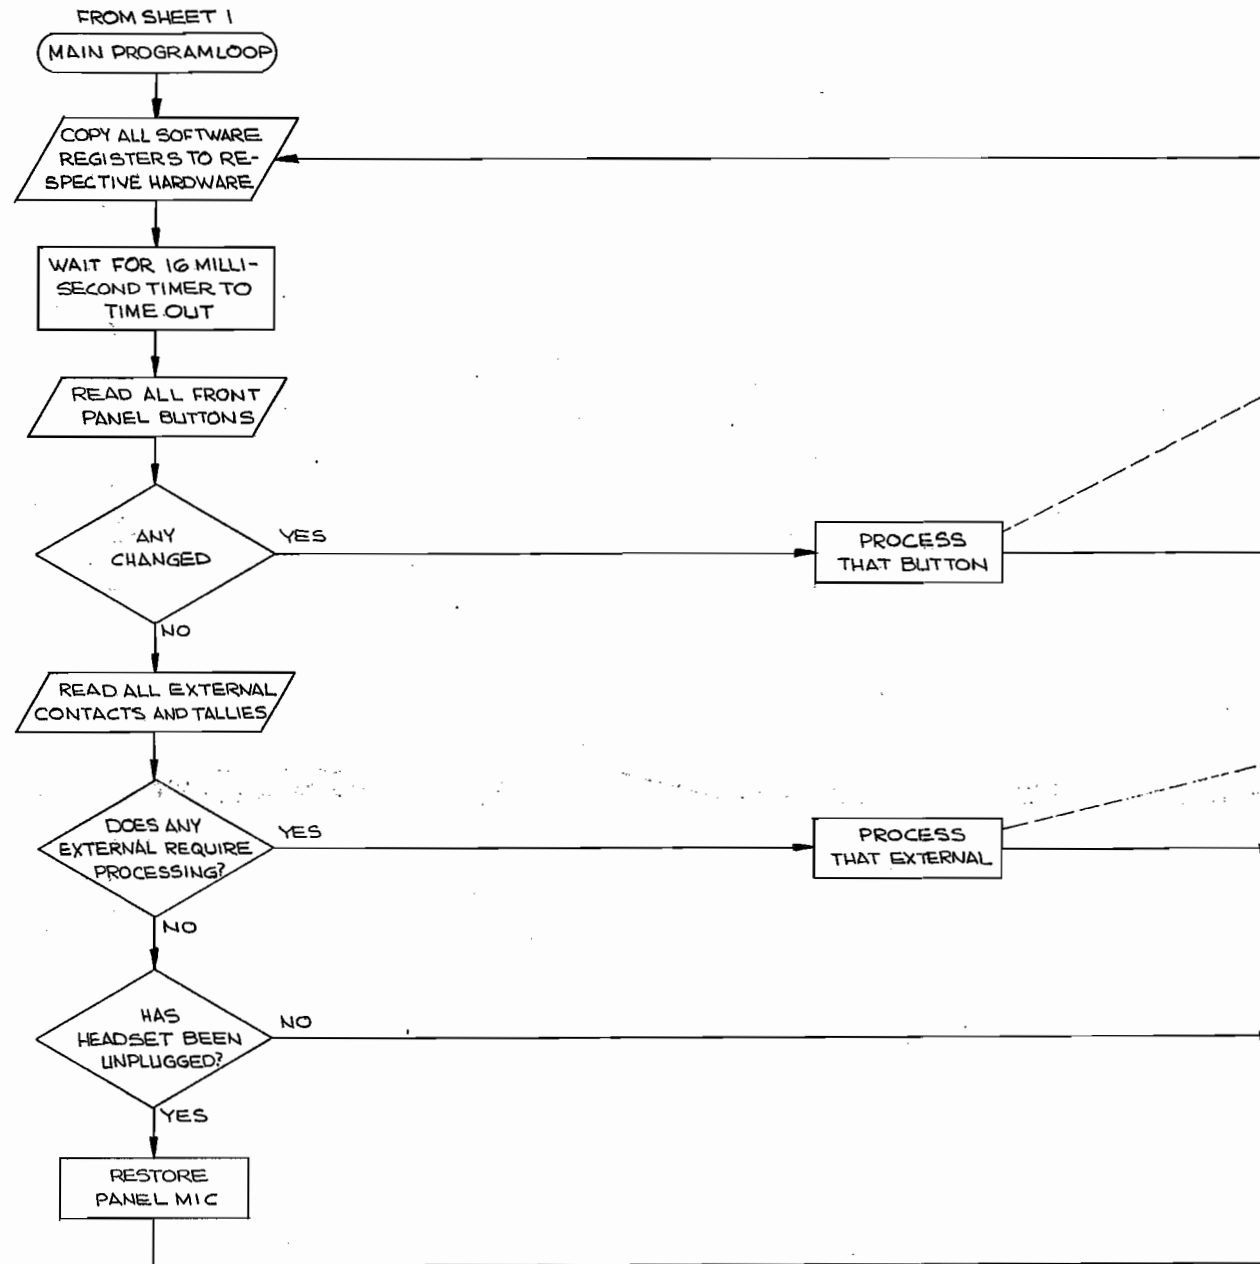 FROM SHEET 1
MAIN PROGRAM LOOP
COPY ALL SOFTWARE
REGISTERS TO RE-
SPECTIVE HARDWARE
WAIT FOR 16 MILLI-
SECOND TIMER TO
TIME OUT
READ ALL FRONT
PANEL BUTTONS
ANY
CHANGED
YES
PROCESS
THAT BUTTON
NO
READ ALL EXTERNAL
CONTACTS AND TALLIES
DOES ANY
EXTERNAL REQUIRE
PROCESSING?
YES
PROCESS
THAT EXTERNAL
NO
HAS
HEADSET BEEN
UNPLUGGED?
NO
YES
RESTORE
PANEL MIC